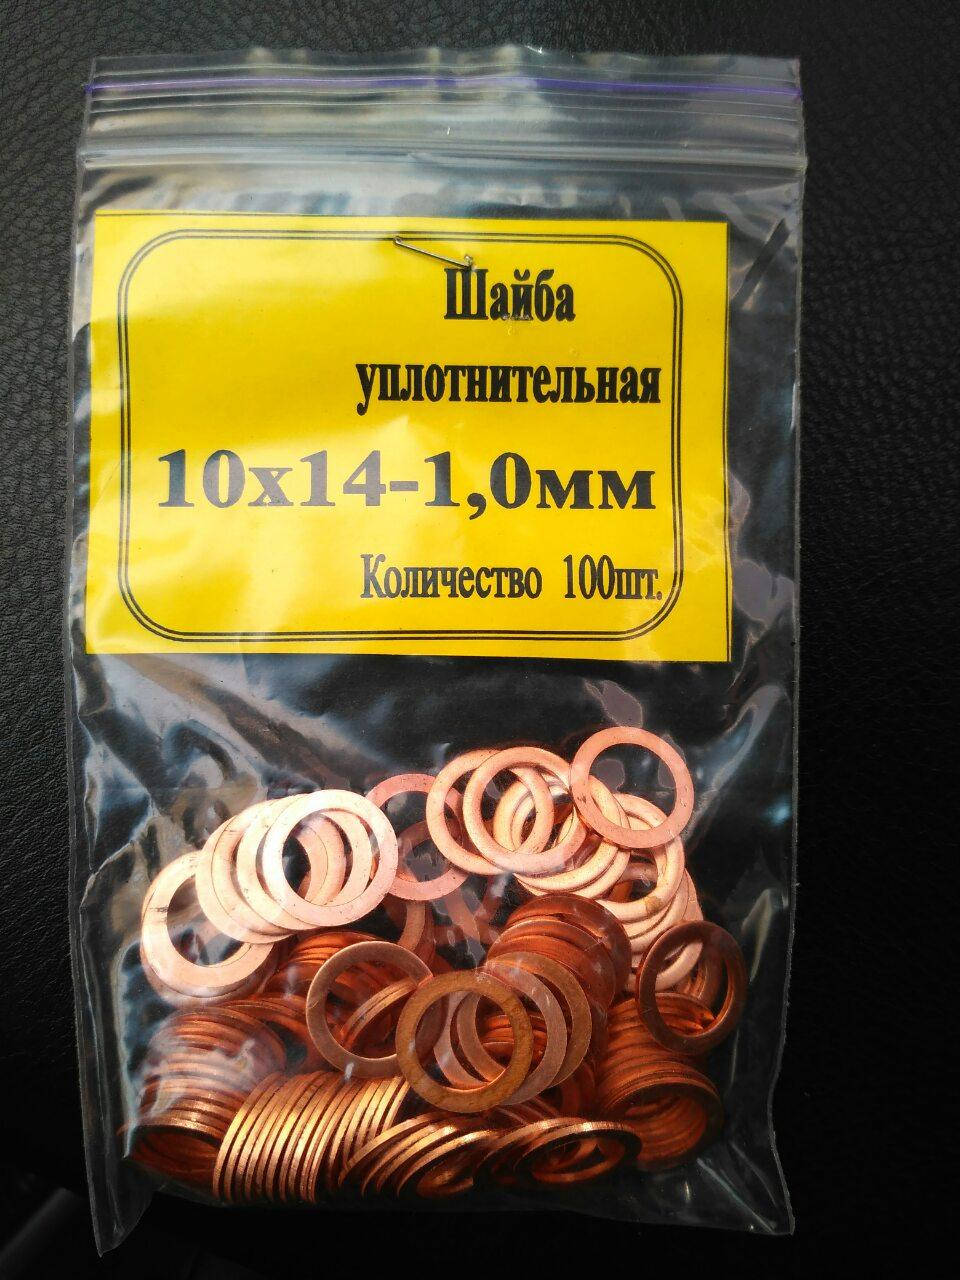 Шайба
уплотнительная
10х14-1,0мм
Количество 100шт.